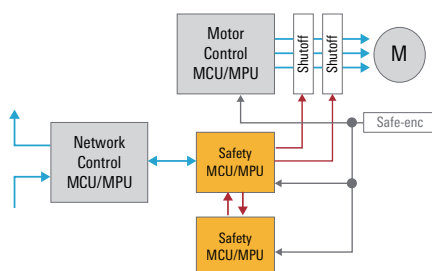 Motor
Control
MCU/MPU
Shutoff
Shutoff
M
Safe-enc
Network
Control
MCU/MPU
Safety
MCU/MPU
Safety
MCU/MPU